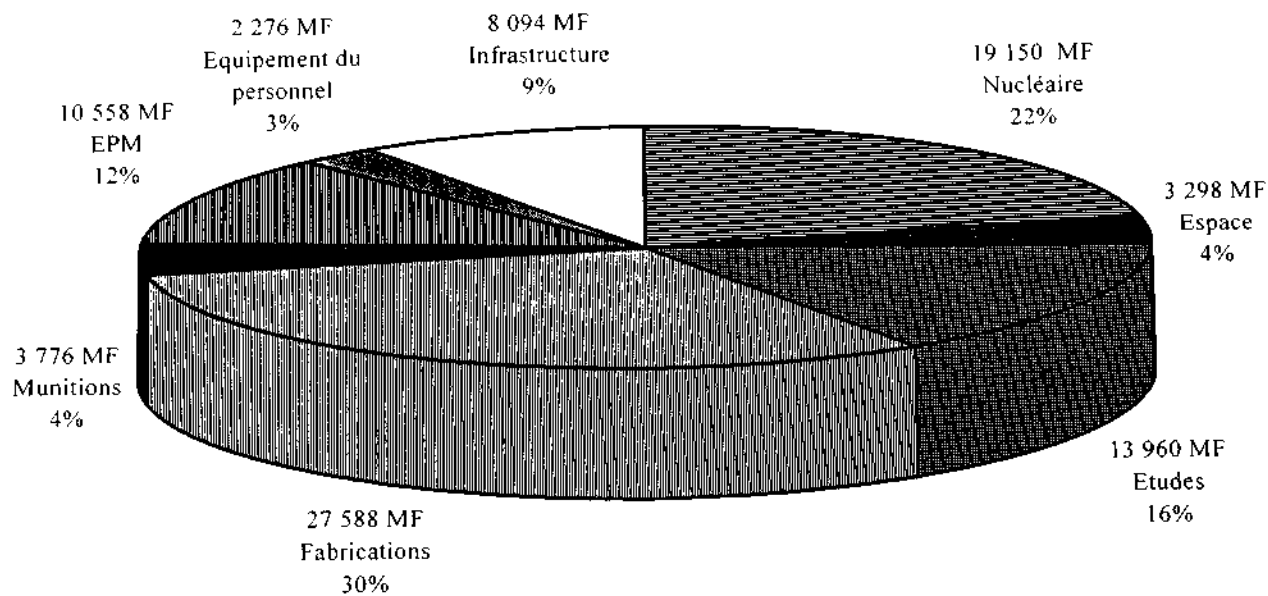 2 276 MF
Equipement du
personnel
3%
8 094 MF
Infrastructure
9%
19 150 MF
Nucléaire
22%
10 558 MF
EPM
12%
3 298 MF
Espace
4%
3 776 MF
Munitions
4%
13 960 MF
Etudes
16%
27 588 MF
Fabrications
30%